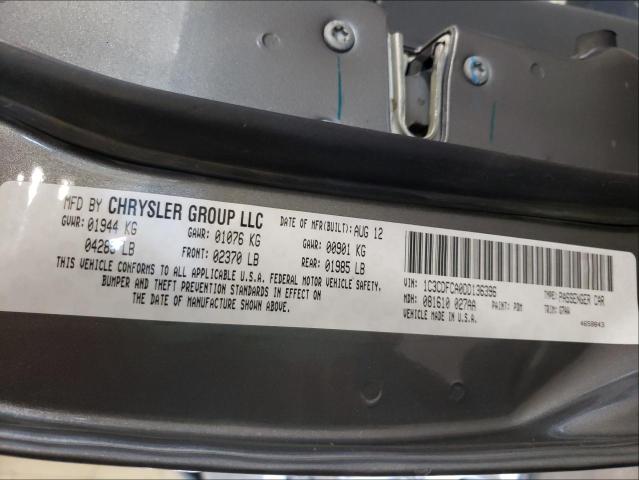 MFD BY CHRYSLER GROUP LLC DATE OF MFR(BUILT): AUG 12
GVWR: 01944 KG GAWR: 01076 KG GAWR: 00901 KG
04285 LB FRONT: 02370 LB REAR: 01985 LB
THIS VEHICLE CONFORMS TO ALL APPLICABLE U.S.A. FEDERAL MOTOR VEHICLE SAFETY,
BUMPER AND THEFT PREVENTION STANDARDS IN EFFECT ON
THE DATE OF MANUFACTURE SHOWN ABOVE.
VIN: 1C3CDFCA0DD136396 TYPE: PASSENGER CAR
MDH: 081610 027AA PAINT: PDM TRIM:
VEHICLE MADE IN U.S.A. 4658043